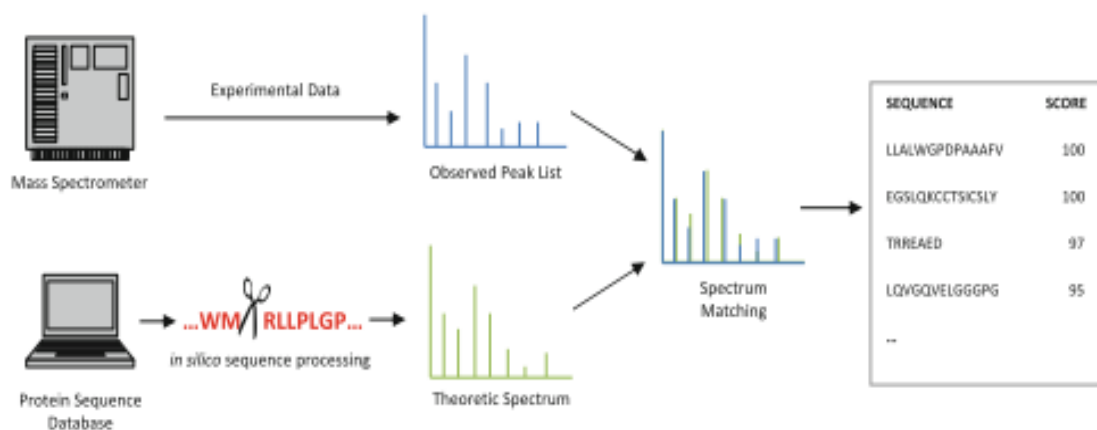 Experimental Data
Mass Spectrometer
Observed Peak List
Protein Sequence
Database
...WM RLLPLGP...
in silico sequence processing
Theoretic Spectrum
Spectrum
Matching
SEQUENCE SCORE
LLALWGPDPAAAFV 100
EGSLQKCCTSICSLY 100
TRREAED 97
LQVGQVELGGGPG 95
...